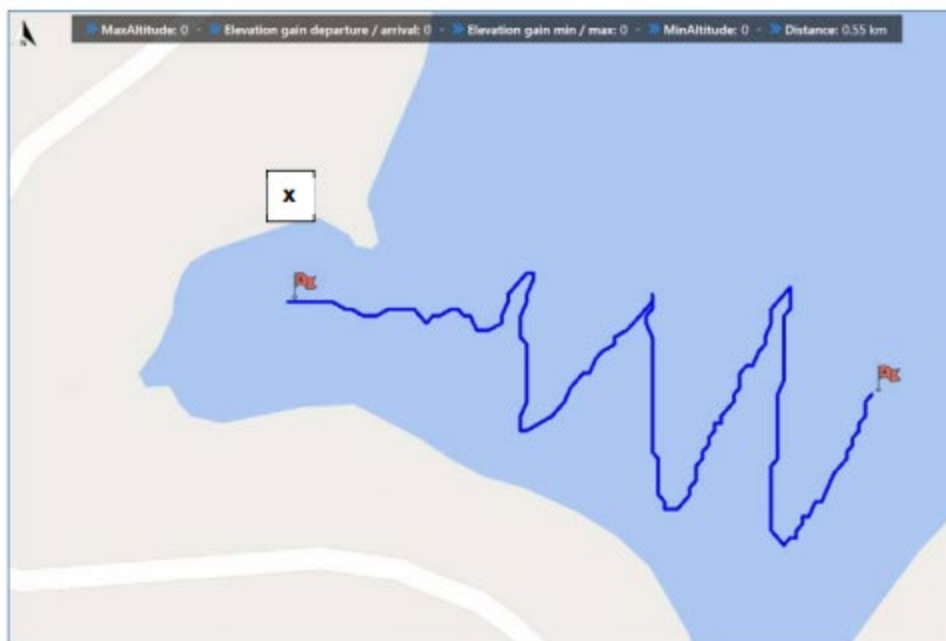 MaxAltitude: 0 - Elevation gain departure / arrival: 0 - Elevation gain min / max: 0 - MinAltitude: 0 - Distance: 0.55 km
N
x